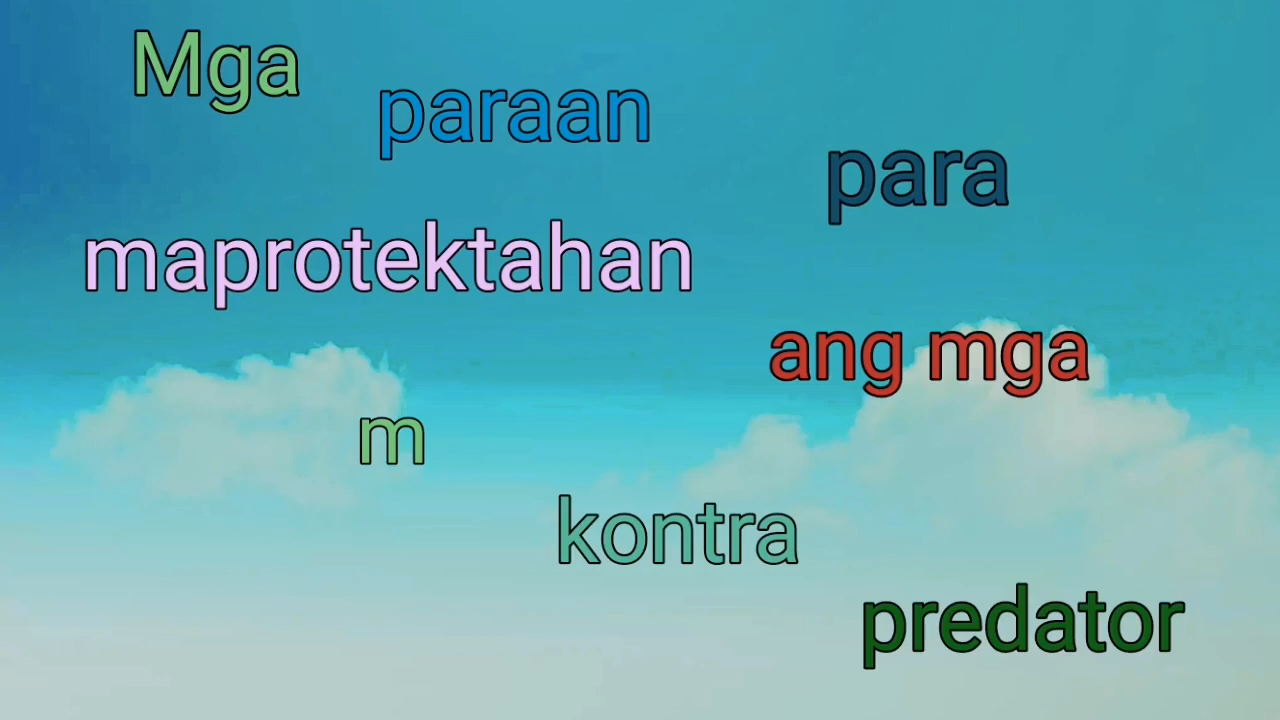 Mga
paraan
para
maprotektahan
ang mga
m
kontra
predator